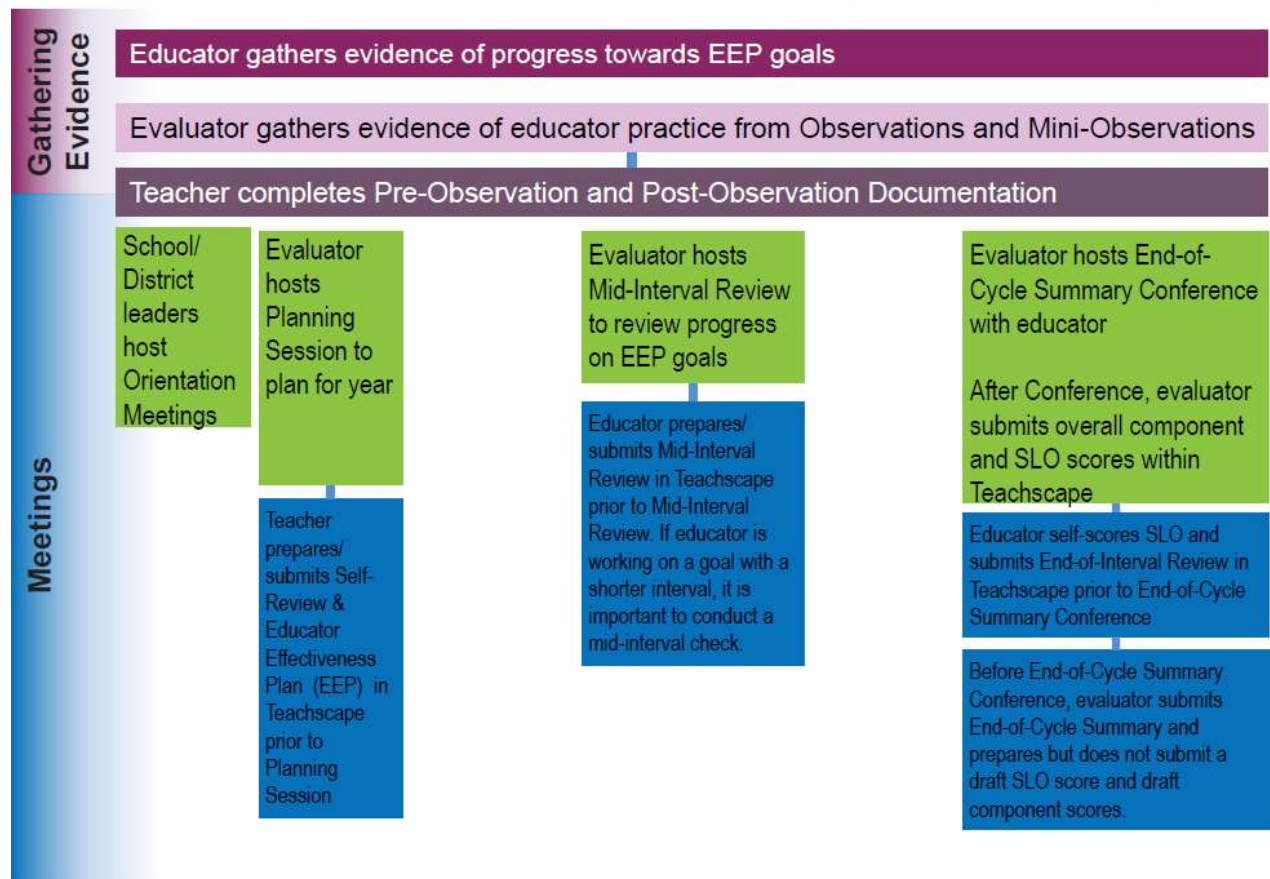 Gathering
Evidence
Educator gathers evidence of progress towards EEP goals
Evaluator gathers evidence of educator practice from Observations and Mini-Observations
Teacher completes Pre-Observation and Post-Observation Documentation
Meetings
School/
District
leaders
host
Orientation
Meetings
Evaluator
hosts
Planning
Session to
plan for year
Teacher
prepares/
submits Self-
Review &
Educator
Effectiveness
Plan (EEP) in
Teachscape
prior to
Planning
Session
Evaluator hosts
Mid-Interval Review
to review progress
on EEP goals
Educator prepares/
submits Mid-Interval
Review in Teachscape
prior to Mid-Interval
Review. If educator is
working on a goal with a
shorter interval, it is
important to conduct a
mid-interval check.
Evaluator hosts End-of-
Cycle Summary Conference
with educator
After Conference, evaluator
submits overall component
and SLO scores within
Teachscape
Educator self-scores SLO and
submits End-of-Interval Review in
Teachscape prior to End-of-Cycle
Summary Conference
Before End-of-Cycle Summary
Conference, evaluator submits
End-of-Cycle Summary and
prepares but does not submit a
draft SLO score and draft
component scores.